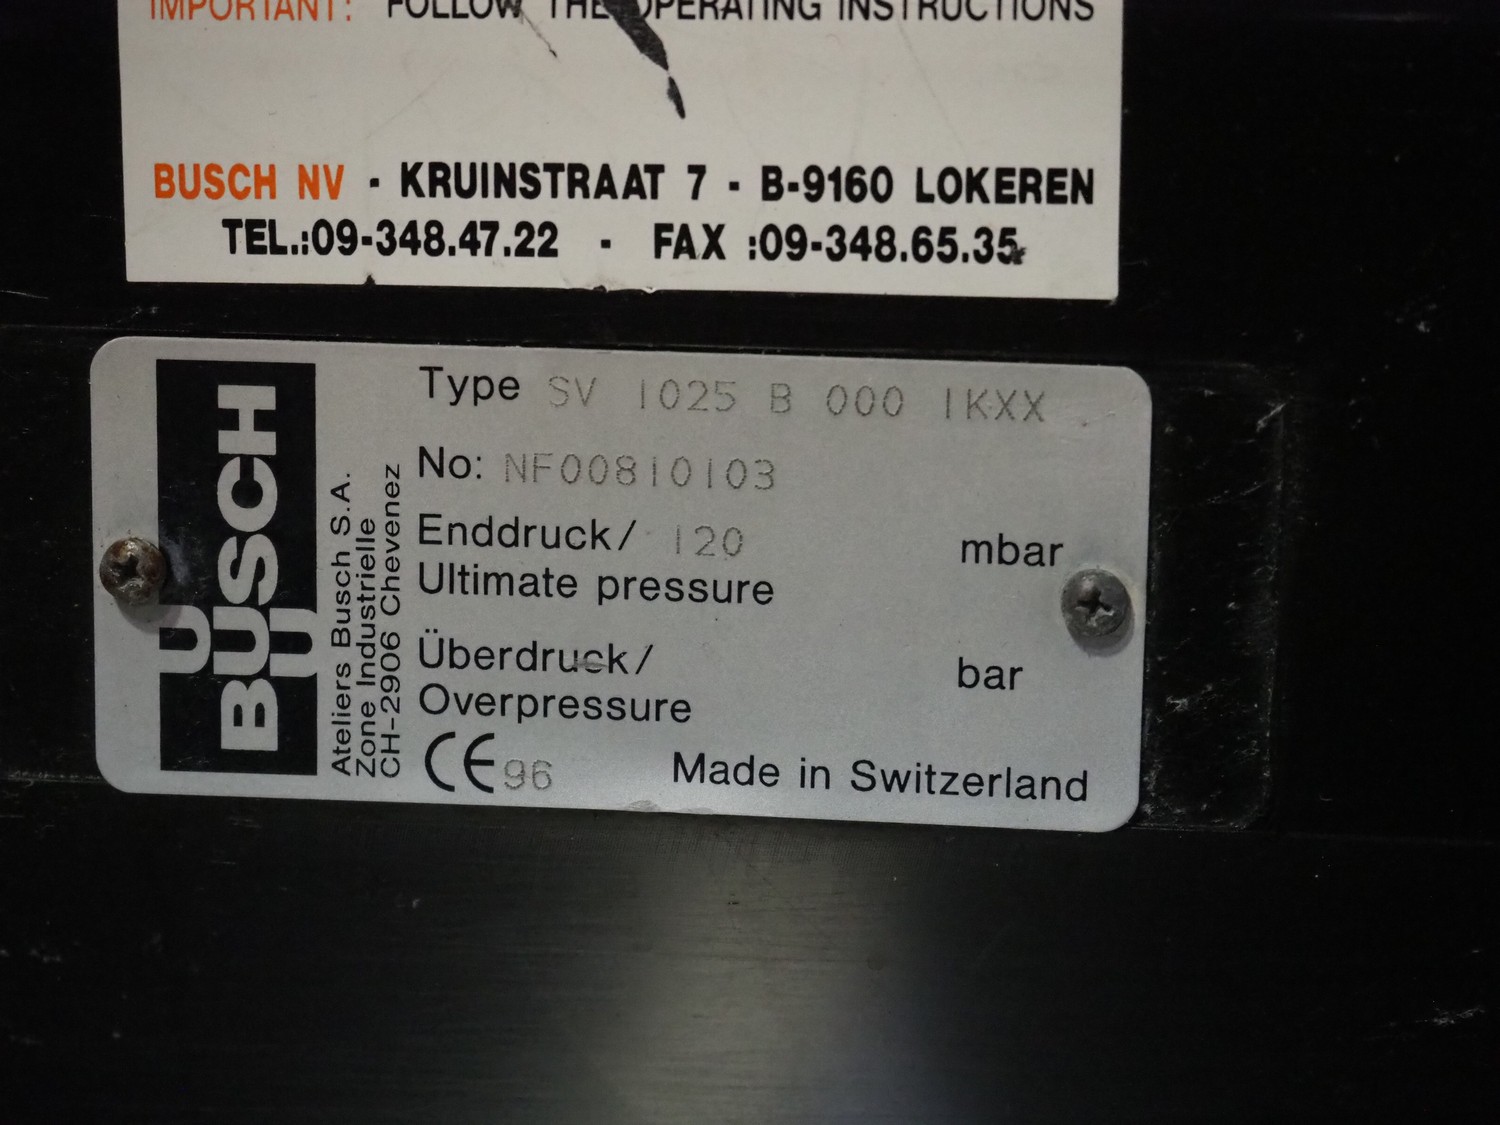 IMPORTANT: FOLLOW THE OPERATING INSTRUCTIONS
BUSCH NV - KRUINSTRAAT 7 - B-9160 LOKEREN
TEL.:09-348.47.22 - FAX :09-348.65.35
BUSCH
Ateliers Busch S.A.
Zone Industrielle
CH-2906 Chevenez
Type SV 1025 B 000 IKXX
No: NF00810103
Enddruck/ 120 mbar
Ultimate pressure
Überdruck/ bar
Overpressure
CE 96 Made in Switzerland